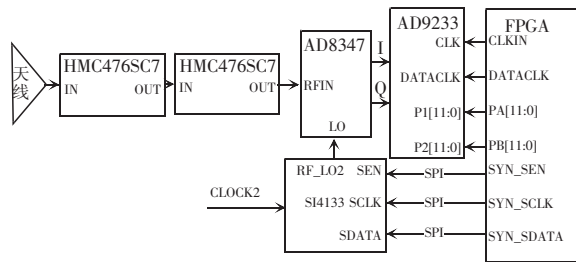 天线
HMC476SC7
IN
OUT
HMC476SC7
IN
OUT
AD8347
RFIN
LO
I
Q
AD9233
CLK
DATACLK
P1[11:0]
P2[11:0]
FPGA
CLKIN
DATACLK
PA[11:0]
PB[11:0]
SYN_SEN
SYN_SCLK
SYN_SDATA
CLOCK2
RF_LO2
SEN
SI4133
SCLK
SDATA
SPI
SPI
SPI